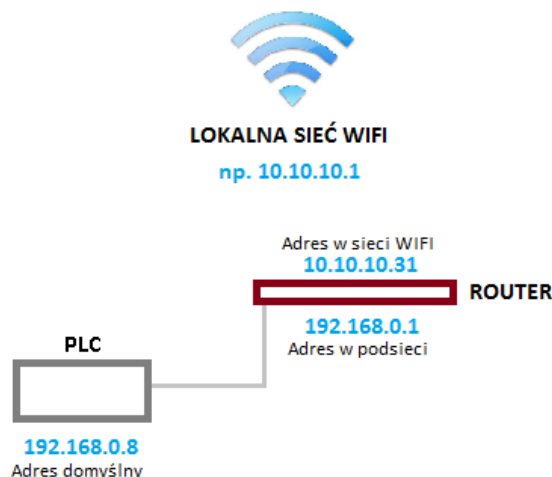 LOKALNA SIEĆ WIFI
np. 10.10.10.1
Adres w sieci WIFI
10.10.10.31
ROUTER
192.168.0.1
Adres w podsieci
PLC
192.168.0.8
Adres domyślny